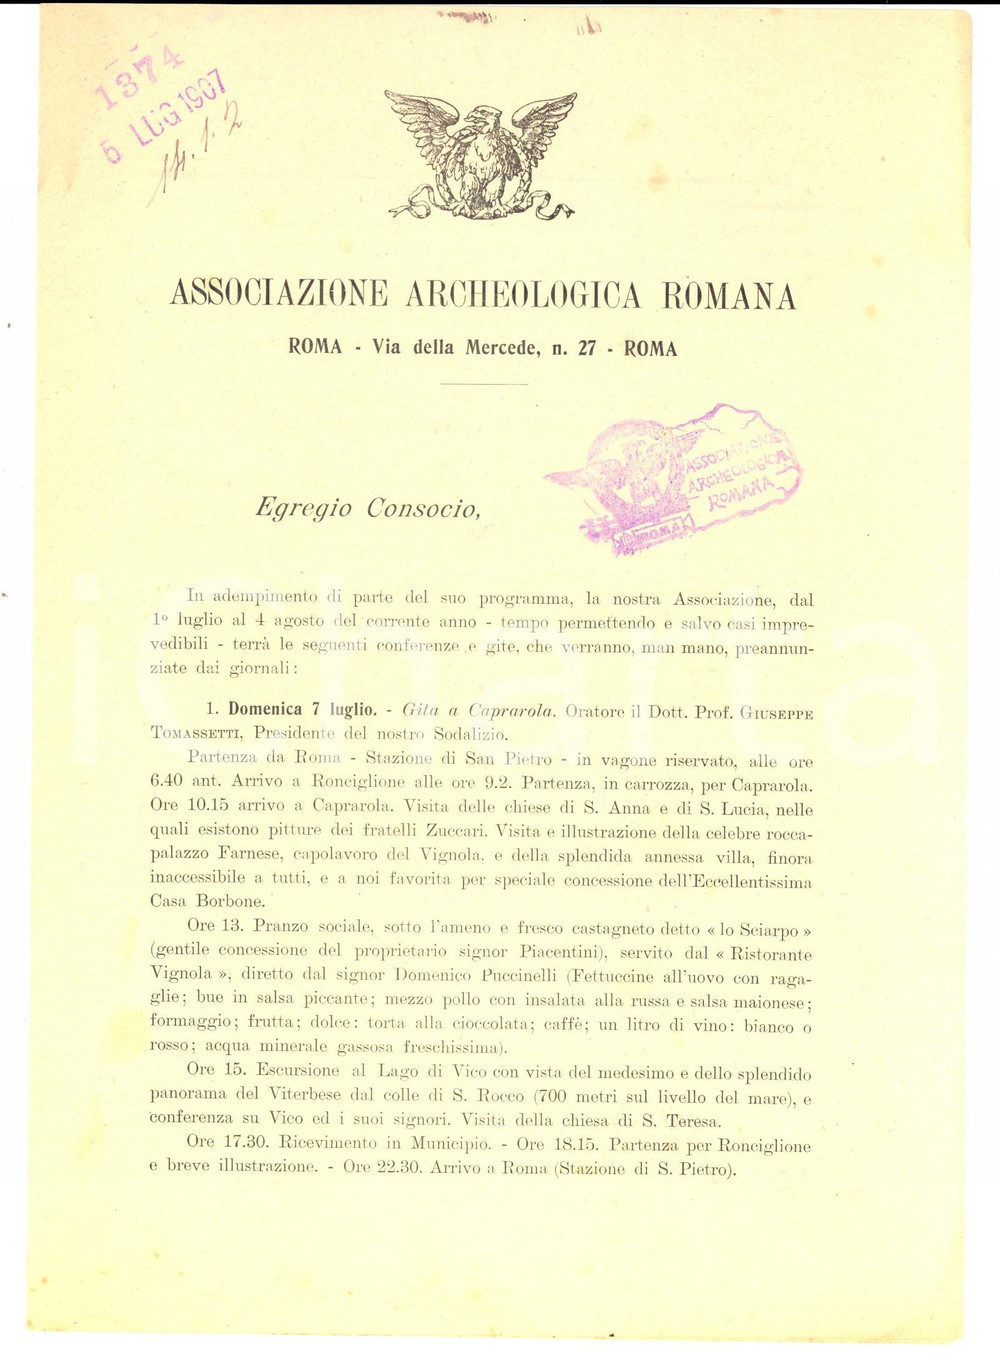 1374
5 LUG 1907
14.1.2
ASSOCIAZIONE ARCHEOLOGICA ROMANA
ROMA - Via della Mercede, n. 27 - ROMA
ASSOCIAZIONE
ARCHEOLOGICA
ROMANA
ROMA
Egregio Consocio,
In adempimento di parte del suo programma, la nostra Associazione, dal
1º luglio al 4 agosto del corrente anno - tempo permettendo e salvo casi impre-
vedibili - terrà le seguenti conferenze e gite, che verranno, man mano, preannun-
ziate dai giornali :
1. Domenica 7 luglio. - Gita a Caprarola. Oratore il Dott. Prof. GIUSEPPE
TOMASSETTI, Presidente del nostro Sodalizio.
Partenza da Roma - Stazione di San Pietro - in vagone riservato, alle ore
6.40 ant. Arrivo a Ronciglione alle ore 9.2. Partenza, in carrozza, per Caprarola.
Ore 10.15 arrivo a Caprarola. Visita delle chiese di S. Anna e di S. Lucia, nelle
quali esistono pitture dei fratelli Zuccari. Visita e illustrazione della celebre rocca-
palazzo Farnese, capolavoro del Vignola, e della splendida annessa villa, finora
inaccessibile a tutti, e a noi favorita per speciale concessione dell'Eccellentissima
Casa Borbone.
Ore 13. Pranzo sociale, sotto l'ameno e fresco castagneto detto « lo Sciarpo »
(gentile concessione del proprietario signor Piacentini), servito dal « Ristorante
Vignola », diretto dal signor Domenico Puccinelli (Fettuccine all'uovo con raga-
glie ; bue in salsa piccante ; mezzo pollo con insalata alla russa e salsa maionese ;
formaggio ; frutta ; dolce : torta alla cioccolata ; caffè ; un litro di vino : bianco o
rosso ; acqua minerale gassosa freschissima).
Ore 15. Escursione al Lago di Vico con vista del medesimo e dello splendido
panorama del Viterbese dal colle di S. Rocco (700 metri sul livello del mare), e
conferenza su Vico ed i suoi signori. Visita della chiesa di S. Teresa.
Ore 17.30. Ricevimento in Municipio. - Ore 18.15. Partenza per Ronciglione
e breve illustrazione. - Ore 22.30. Arrivo a Roma (Stazione di S. Pietro).